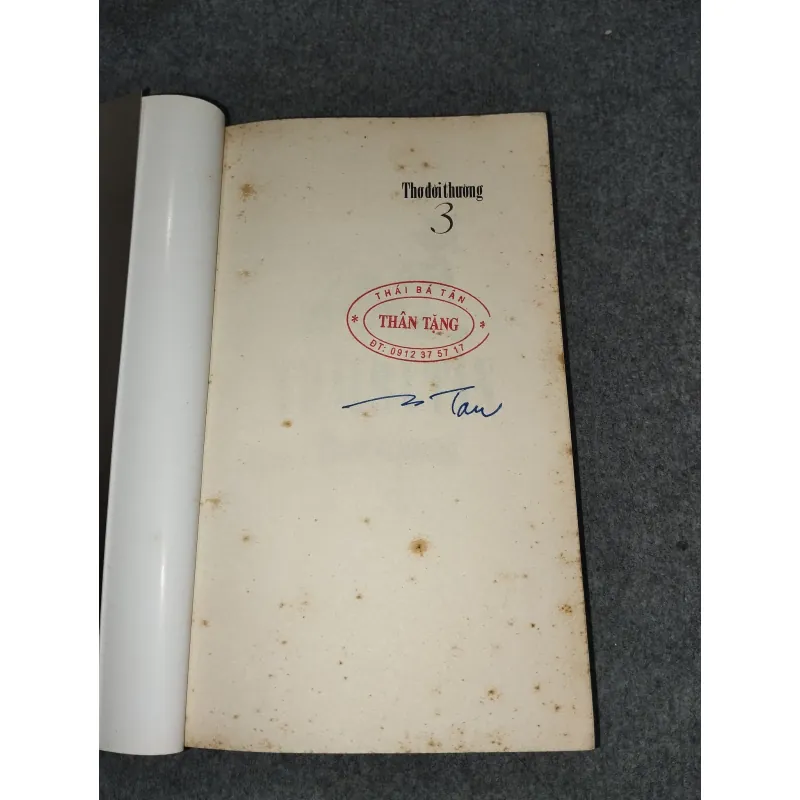 Thơ đời thường
3
THÁI BÁ TÂN
* THÂN TẶNG *
ĐT: 0912 37 57 17
Tan